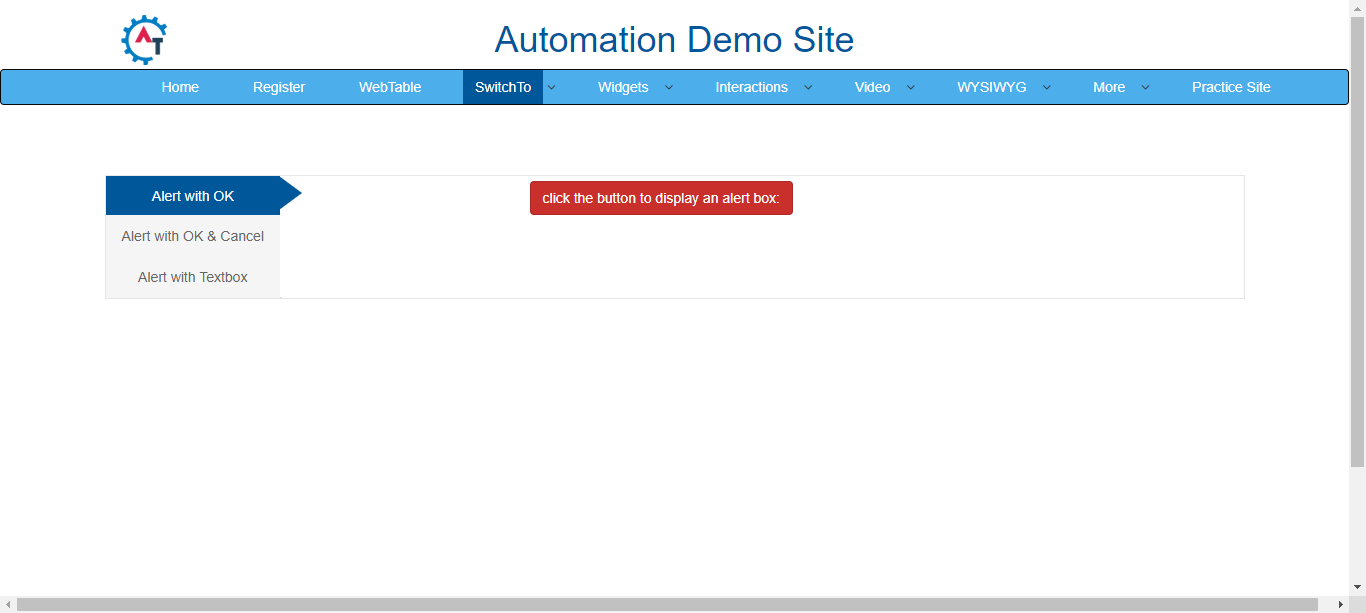 AT
Automation Demo Site
Home Register WebTable SwitchTo Widgets Interactions Video WYSIWYG More Practice Site
Alert with OK
click the button to display an alert box:
Alert with OK & Cancel
Alert with Textbox